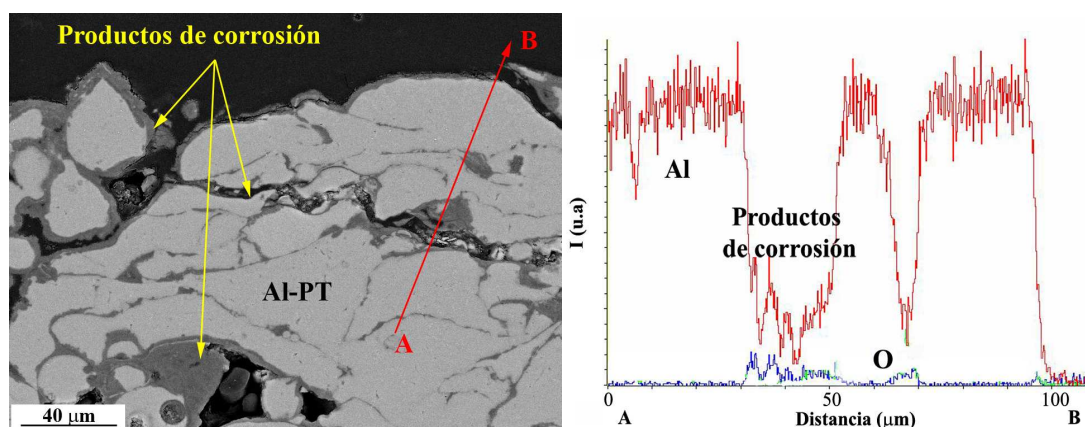 Productos de corrosión
B
Al-PT
A
40 μm
I (u.a)
Al
Productos
de corrosión
O
0 50 100
A Distancia (μm) B